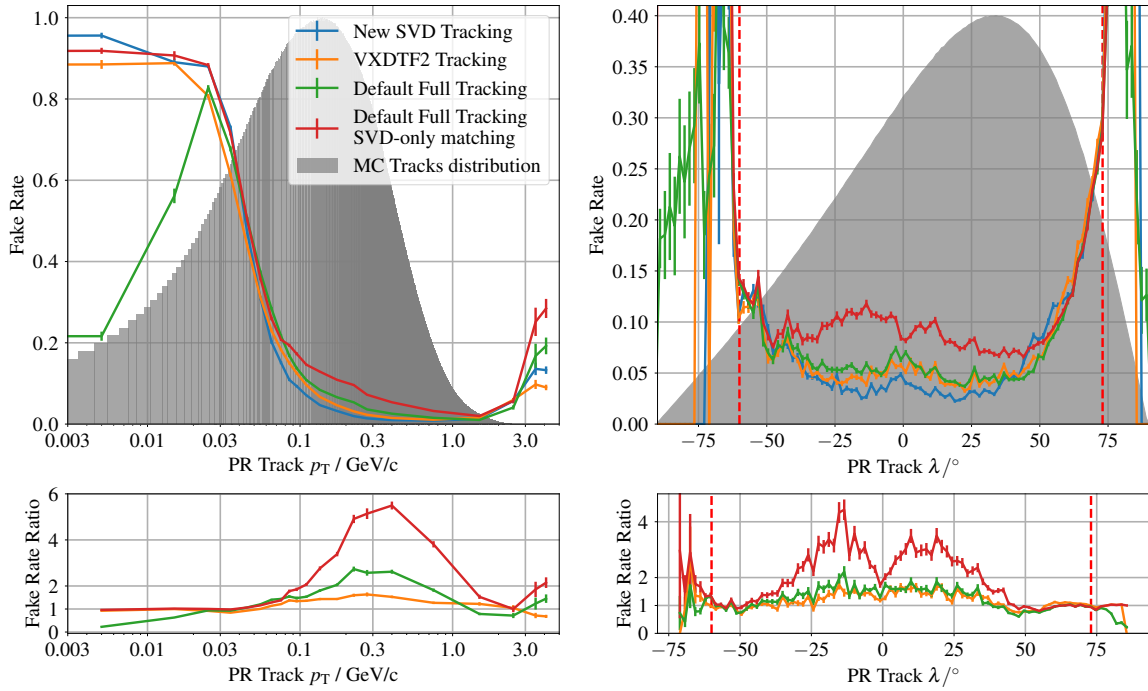 1.0
0.8
0.6
0.4
0.2
0.0
Fake Rate
New SVD Tracking
VXDTF2 Tracking
Default Full Tracking
Default Full Tracking
SVD-only matching
MC Tracks distribution
0.003 0.01 0.03 0.1 0.3 1.0 3.0
PR Track pT / GeV/c
0.40
0.35
0.30
0.25
0.20
0.15
0.10
0.05
0.00
Fake Rate
−75 −50 −25 0 25 50 75
PR Track λ/°
6
5
4
3
2
1
0
Fake Rate Ratio
0.003 0.01 0.03 0.1 0.3 1.0 3.0
PR Track pT / GeV/c
4
2
1
0
Fake Rate Ratio
−75 −50 −25 0 25 50 75
PR Track λ/°